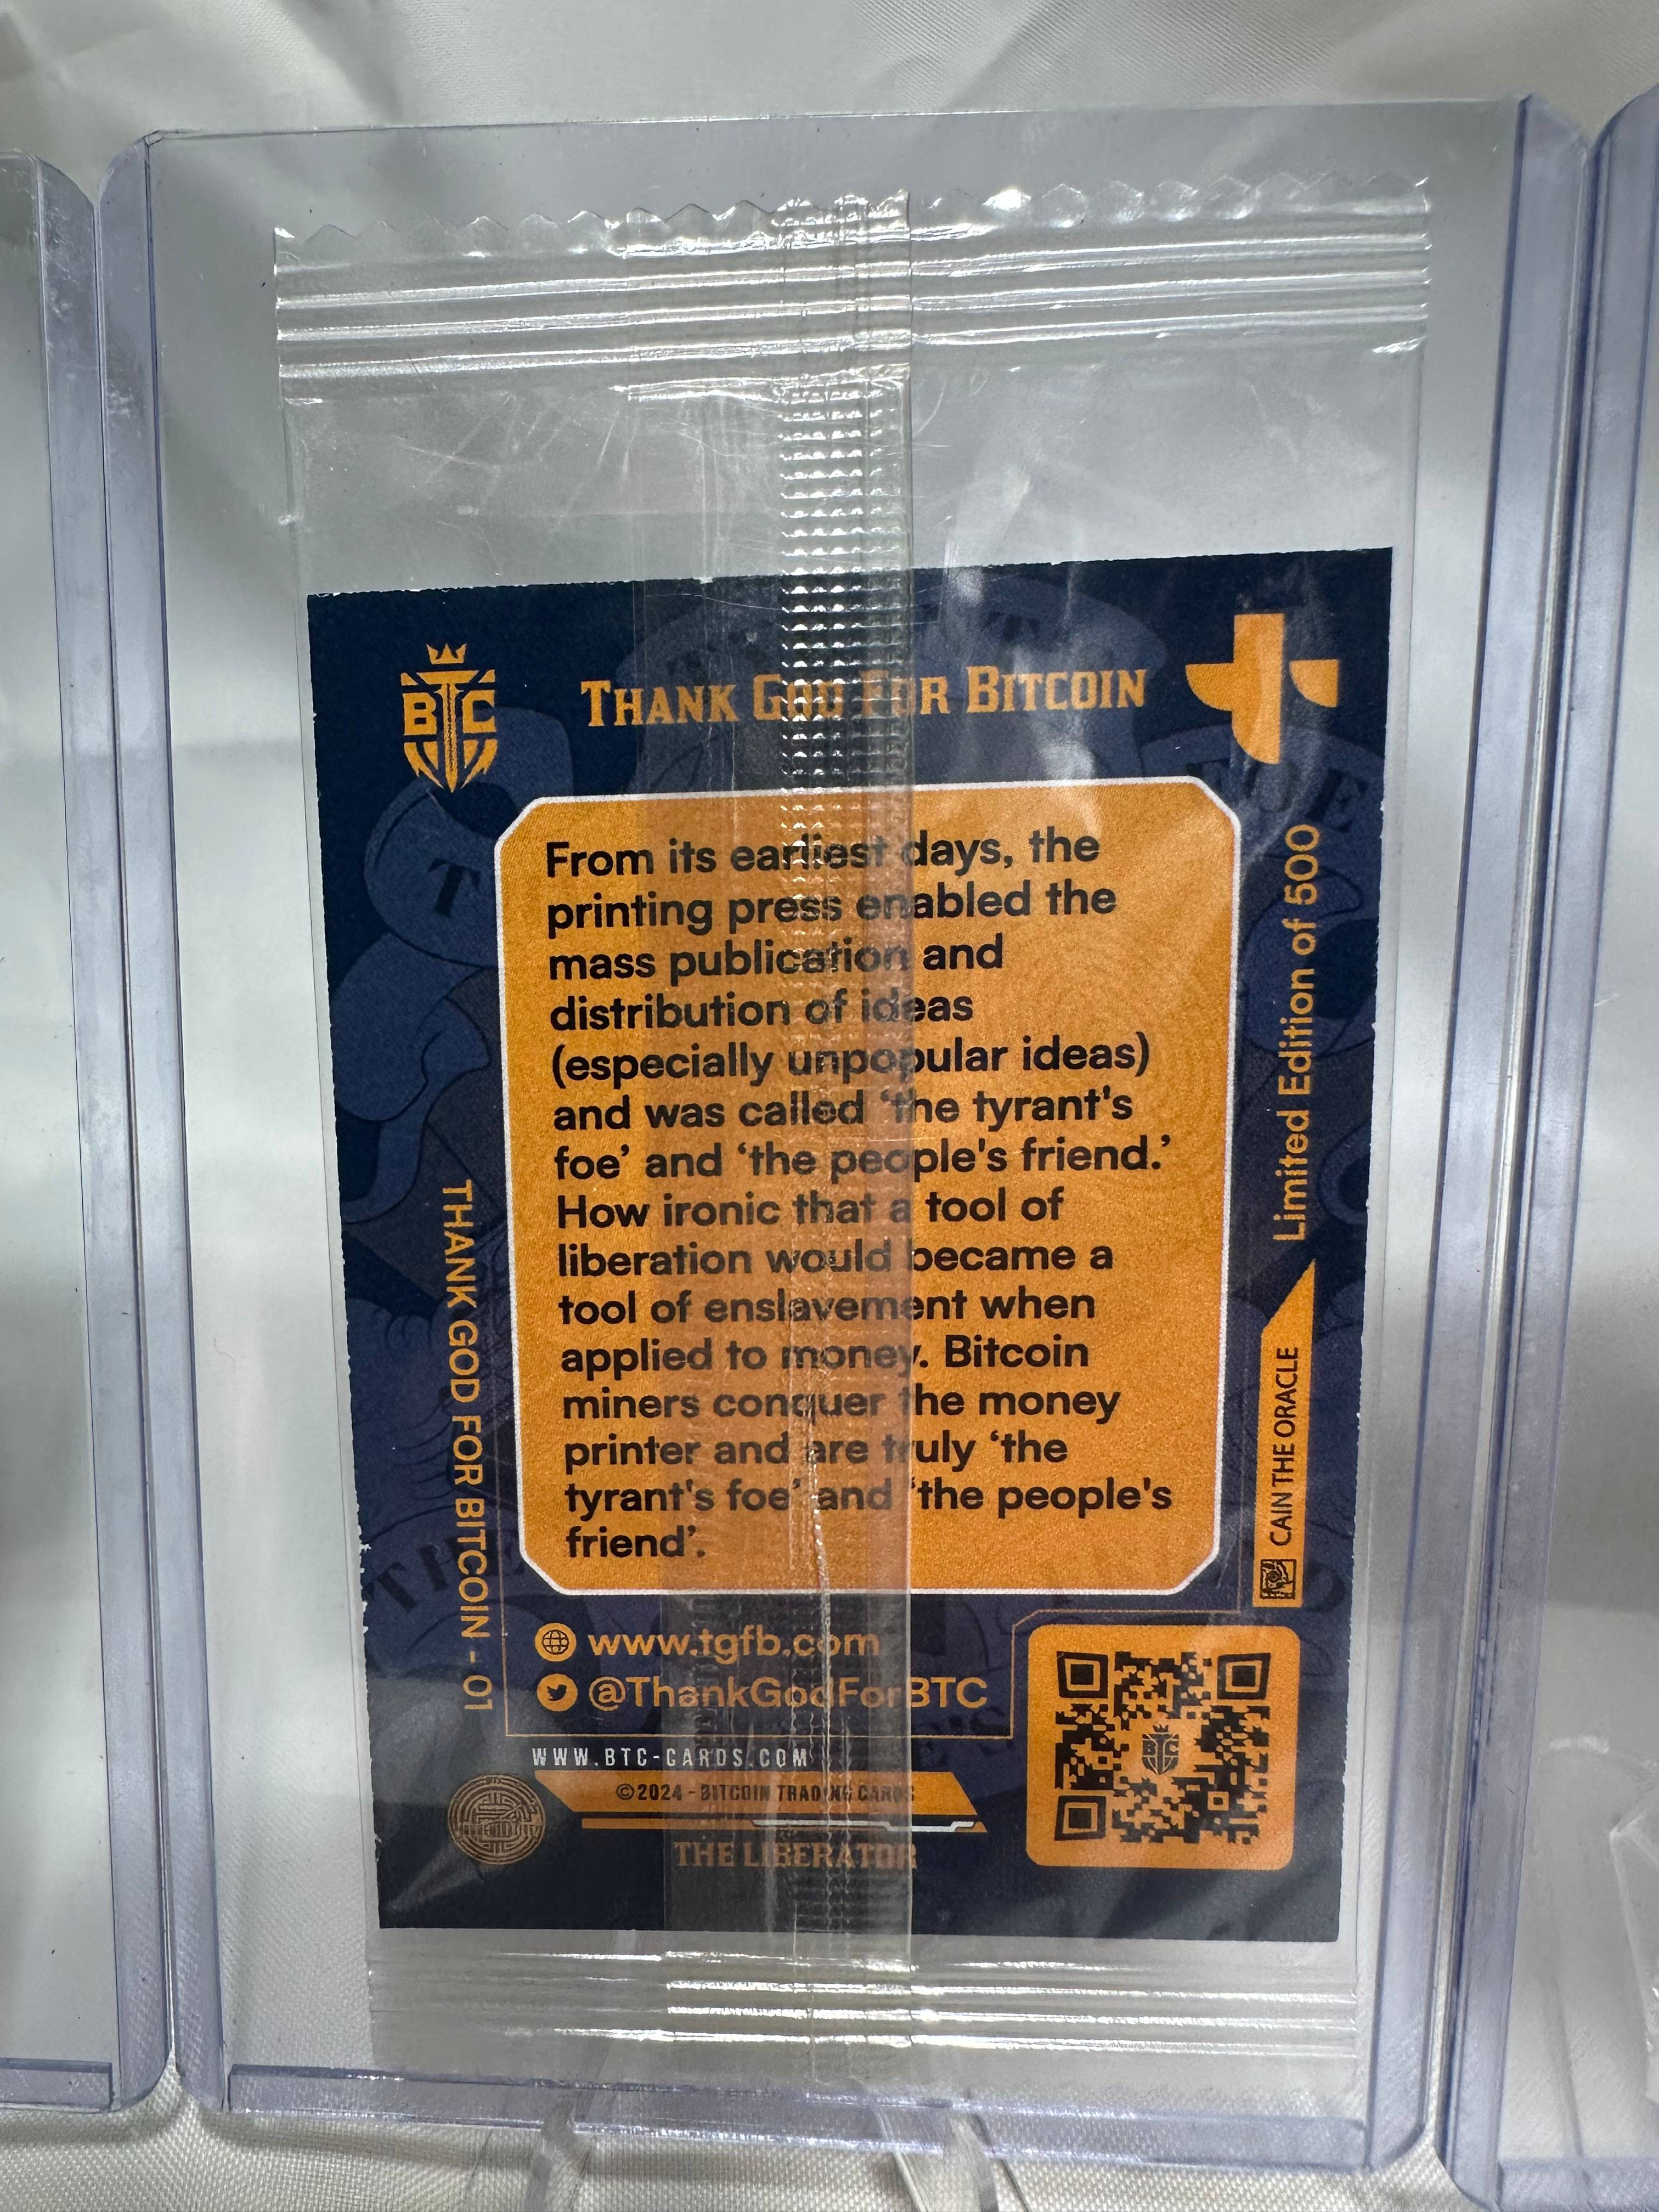 BTC
THANK GOD FOR BITCOIN
From its earliest days, the
printing press enabled the
mass publication and
distribution of ideas
(especially unpopular ideas)
and was called ‘the tyrant's
foe’ and ‘the people's friend.’
How ironic that a tool of
liberation would became a
tool of enslavement when
applied to money. Bitcoin
miners conquer the money
printer and are truly ‘the
tyrant's foe’ and ‘the people's
friend’.
THANK GOD FOR BITCOIN - 01
Limited Edition of 500
CAIN THE ORACLE
www.tgfb.com
@ThankGodForBTC
WWW.BTC-CARDS.COM
©2024 - BITCOIN TRADING CARDS
THE LIBERATOR
BTC